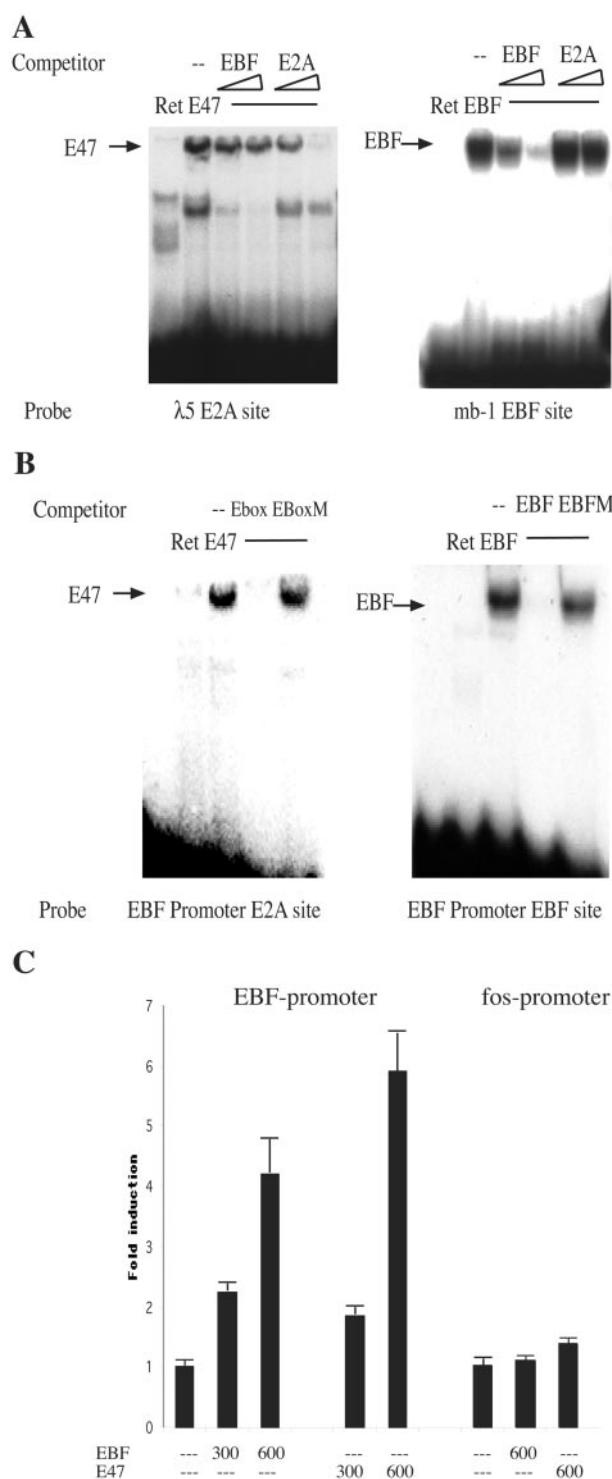 A
Competitor -- EBF E2A -- EBF E2A
Ret E47 Ret EBF
E47 EBF
Probe λ5 E2A site mb-1 EBF site
B
Competitor -- Ebox EBoxM -- EBF EBFM
Ret E47 Ret EBF
E47 EBF
Probe EBF Promoter E2A site EBF Promoter EBF site
C
EBF-promoter fos-promoter
7
6
5
4
3
2
1
0
Fold induction
EBF --- 300 600 --- --- --- 600 ---
E47 --- --- --- 300 600 --- --- 600